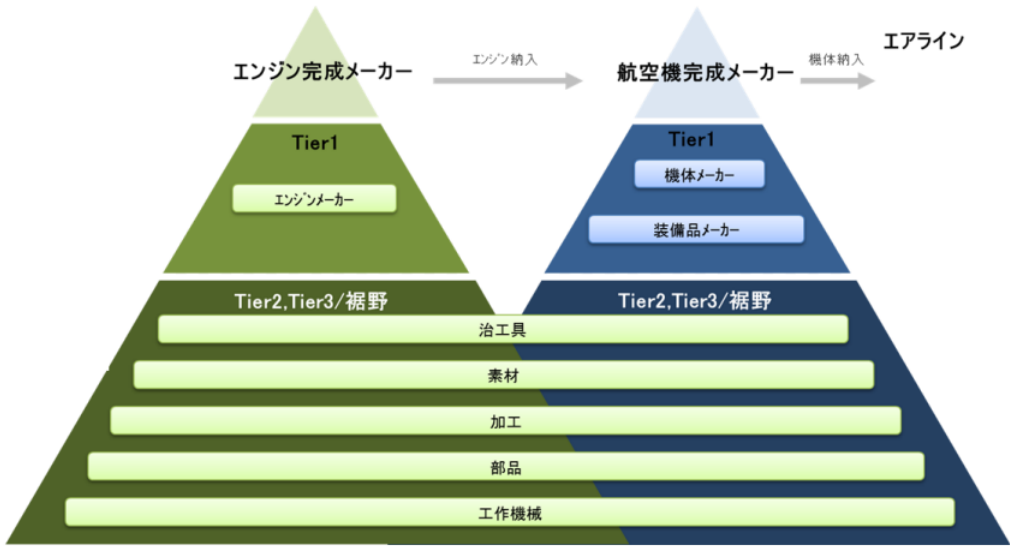 エアライン
エンジン完成メーカー
エンジン納入
航空機完成メーカー
機体納入
Tier1
エンジンメーカー
Tier1
機体メーカー
装備品メーカー
Tier2,Tier3/裾野
Tier2,Tier3/裾野
治工具
素材
加工
部品
工作機械